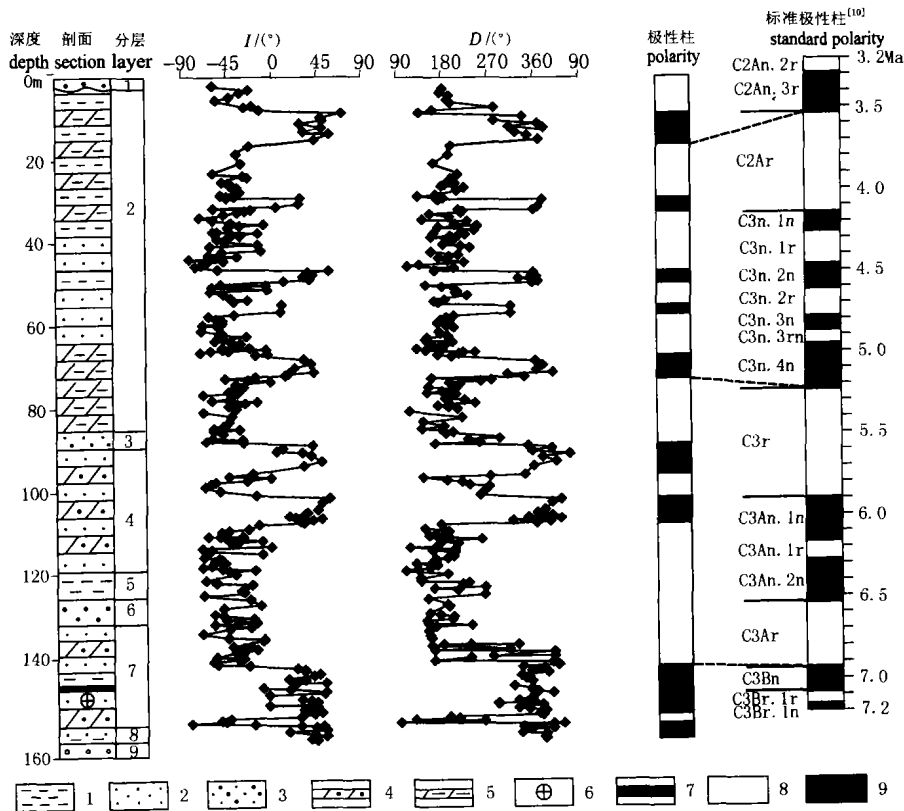 深度 剖面 分层
depth section layer
I /(°)
-90 -45 0 45 90
D /(°)
90 180 270 360 90
极性柱
polarity
标准极性柱[10]
standard polarity
0m
20
40
60
80
100
120
140
160
1
2
3
4
5
6
7
8
9
C2An. 2r
C2An. 3r
C2Ar
C3n. 1n
C3n. 1r
C3n. 2n
C3n. 2r
C3n. 3n
C3n. 3rn
C3n. 4n
C3r
C3An. 1n
C3An. 1r
C3An. 2n
C3Ar
C3Bn
C3Br. 1r
C3Br. 1n
3.2Ma
3.5
4.0
4.5
5.0
5.5
6.0
6.5
7.0
7.2
1 2 3 4 5 6 7 8 9